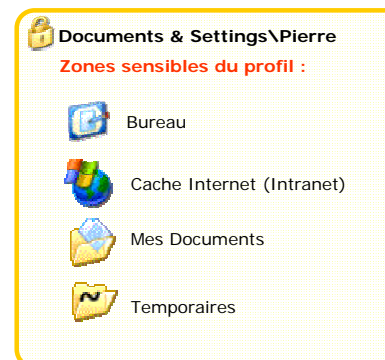 Documents & Settings\Pierre
Zones sensibles du profil :
Bureau
Cache Internet (Intranet)
Mes Documents
Temporaires